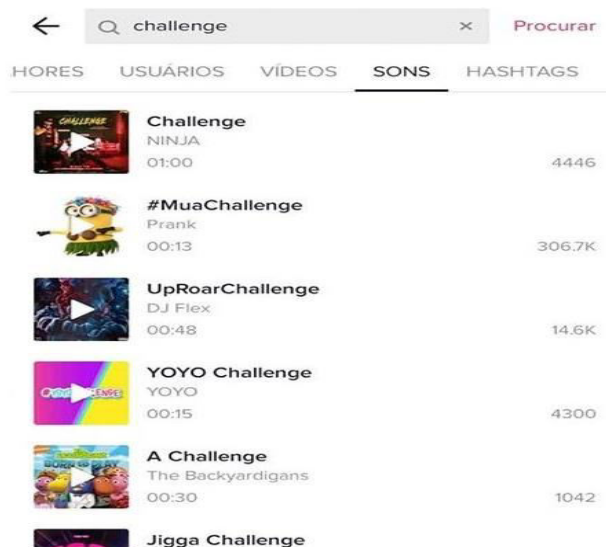 challenge × Procurar
HORES USUÁRIOS VÍDEOS SONS HASHTAGS
CHALLENGE
Challenge
NINJA
01:00 4446
#MuaChallenge
Prank
00:13 306.7K
UpRoarChallenge
DJ Flex
00:48 14.6K
YOYO Challenge
YOYO
00:15 4300
BORN TO PLAY
A Challenge
The Backyardigans
00:30 1042
Jigga Challenge